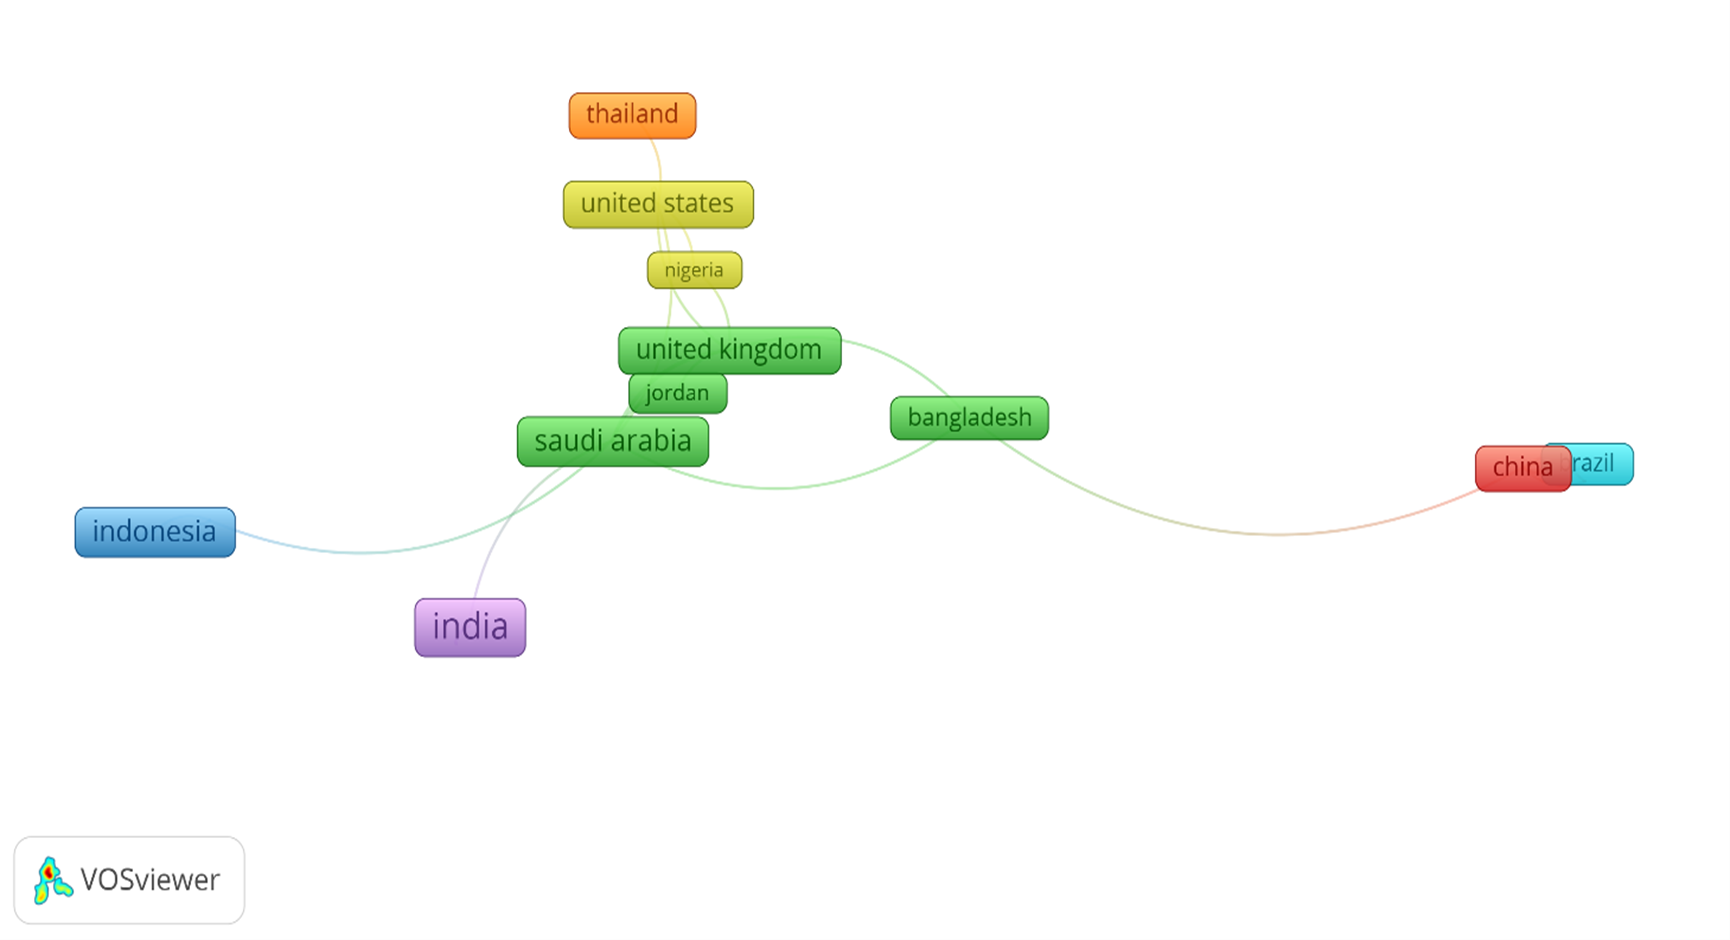 thailand
united states
nigeria
united kingdom
jordan
bangladesh
saudi arabia
china
razil
indonesia
india
VOSviewer